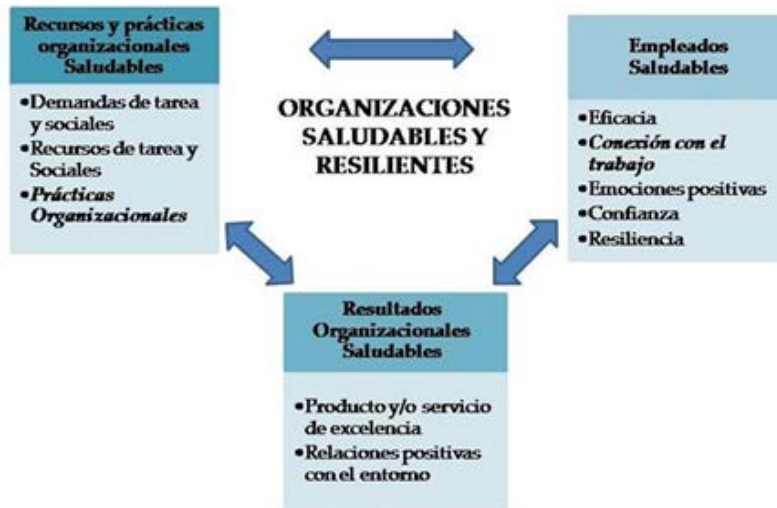 Recursos y prácticas
organizacionales
Saludables
•Demandas de tarea
y sociales
•Recursos de tarea y
Sociales
•Prácticas
Organizacionales
ORGANIZACIONES
SALUDABLES Y
RESILIENTES
Empleados
Saludables
•Eficacia
•Conexión con el
trabajo
•Emociones positivas
•Confianza
•Resiliencia
Resultados
Organizacionales
Saludables
•Producto y/o servicio
de excelencia
•Relaciones positivas
con el entorno